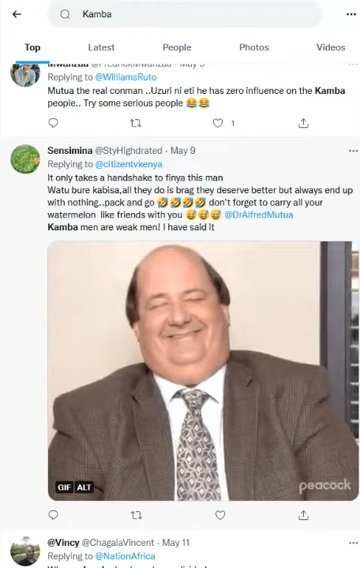 Kamba
Top Latest People Photos Videos
Replying to @WIliamsRuto
Mutua the real conman ..Uzuri ni eti he has zero influence on the Kamba
people.. Try some serious people 😂😂
1
Sensimina @StyHighdrated · May 9
Replying to @citizentvkenya
It only takes a handshake to finya this man
Watu bure kabisa,all they do is brag they deserve better but always end up
with nothing..pack and go 🤣🤣🤣🤣 don't forget to carry all your
watermelon like friends with you 😅😅😅 @DrAlfredMutua
Kamba men are weak men! I have said it
GIF ALT
peacock
@Vincy @ChagalaVincent · May 11
Replying to @NationAfrica